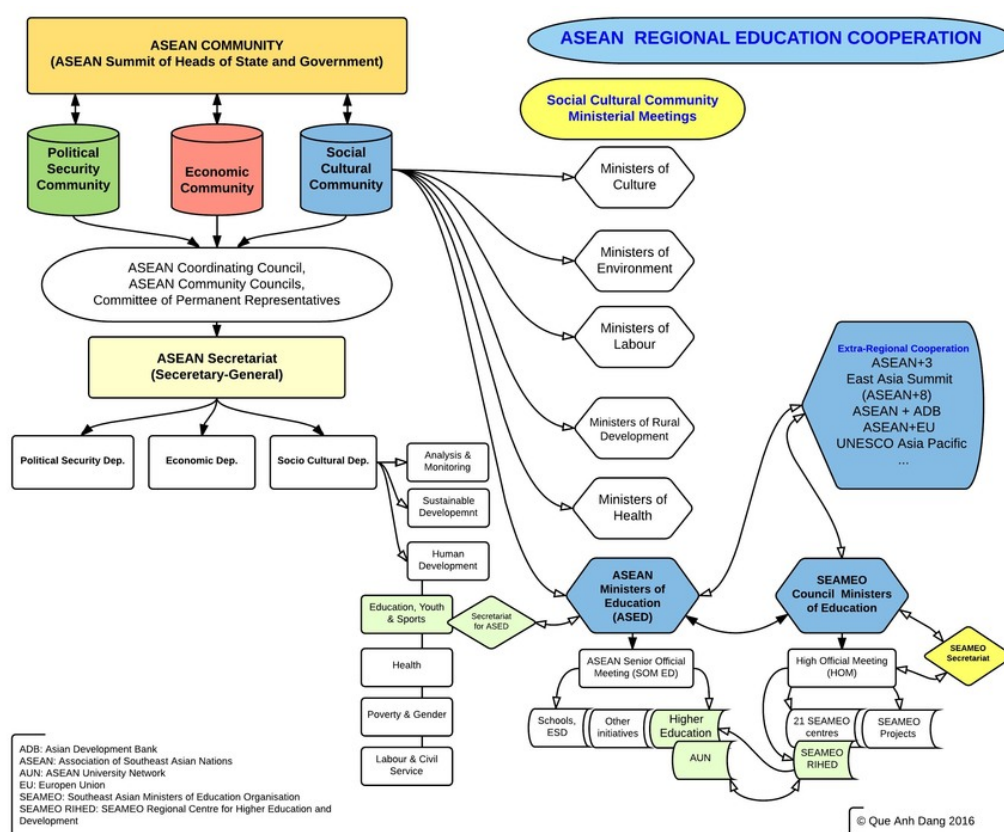 ASEAN COMMUNITY
(ASEAN Summit of Heads of State and Government)
ASEAN  REGIONAL EDUCATION COOPERATION
Social Cultural Community
Ministerial Meetings
Political
Security
Community
Economic
Community
Social
Cultural
Community
Ministers of
Culture
ASEAN Coordinating Council,
ASEAN Community Councils,
Committee of Permanent Representatives
Ministers of
Environment
Ministers of
Labour
ASEAN Secretariat
(Seceretary-General)
Extra-Regional Cooperation
ASEAN+3
East Asia Summit
(ASEAN+8)
ASEAN + ADB
ASEAN+EU
UNESCO Asia Pacific
...
Ministers of Rural
Development
Political Security Dep.
Economic Dep.
Socio Cultural Dep.
Analysis &
Monitoring
Sustainable
Developemnt
Ministers of
Health
Human
Development
ASEAN
Ministers of
Education
(ASED)
SEAMEO
Council  Ministers
of Education
Education, Youth
& Sports
Secretariat
for ASED
SEAMEO
Secretariat
Health
ASEAN Senior Official
Meeting (SOM ED)
High Official Meeting
(HOM)
Poverty & Gender
Schools,
ESD
Other
initiatives
Higher
Education
21 SEAMEO
centres
SEAMEO
Projects
AUN
SEAMEO
RIHED
Labour & Civil
Service
ADB: Asian Development Bank
ASEAN: Association of Southeast Asian Nations
AUN: ASEAN University Network
EU: Europen Union
SEAMEO: Southeast Asian Ministers of Education Organisation
SEAMEO RIHED: SEAMEO Regional Centre for Higher Education and
Development
© Que Anh Dang 2016